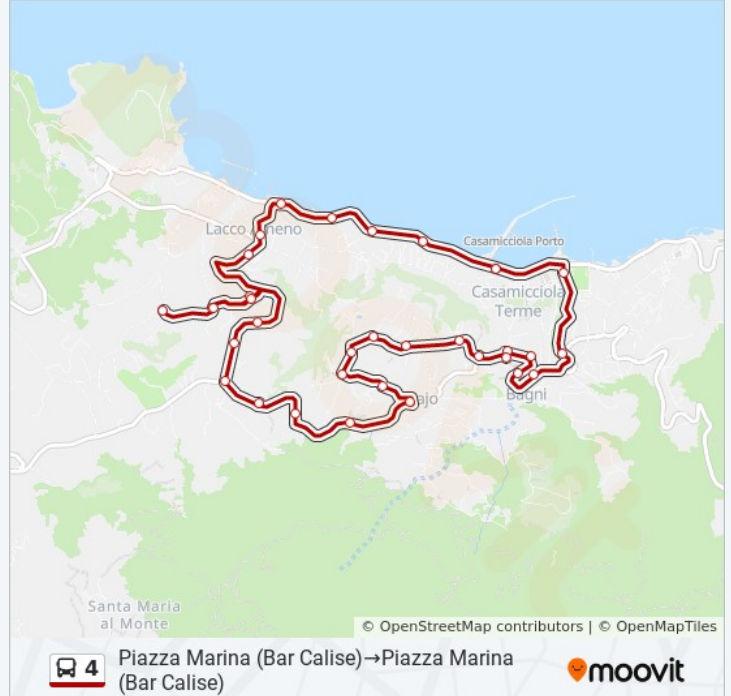 Lacco Ameno
Casamicciola Porto
Casamicciola
Terme
Bagni
Santa Maria
al Monte
© OpenStreetMap contributors | © OpenMapTiles
4
Piazza Marina (Bar Calise)→Piazza Marina
(Bar Calise)
moovit